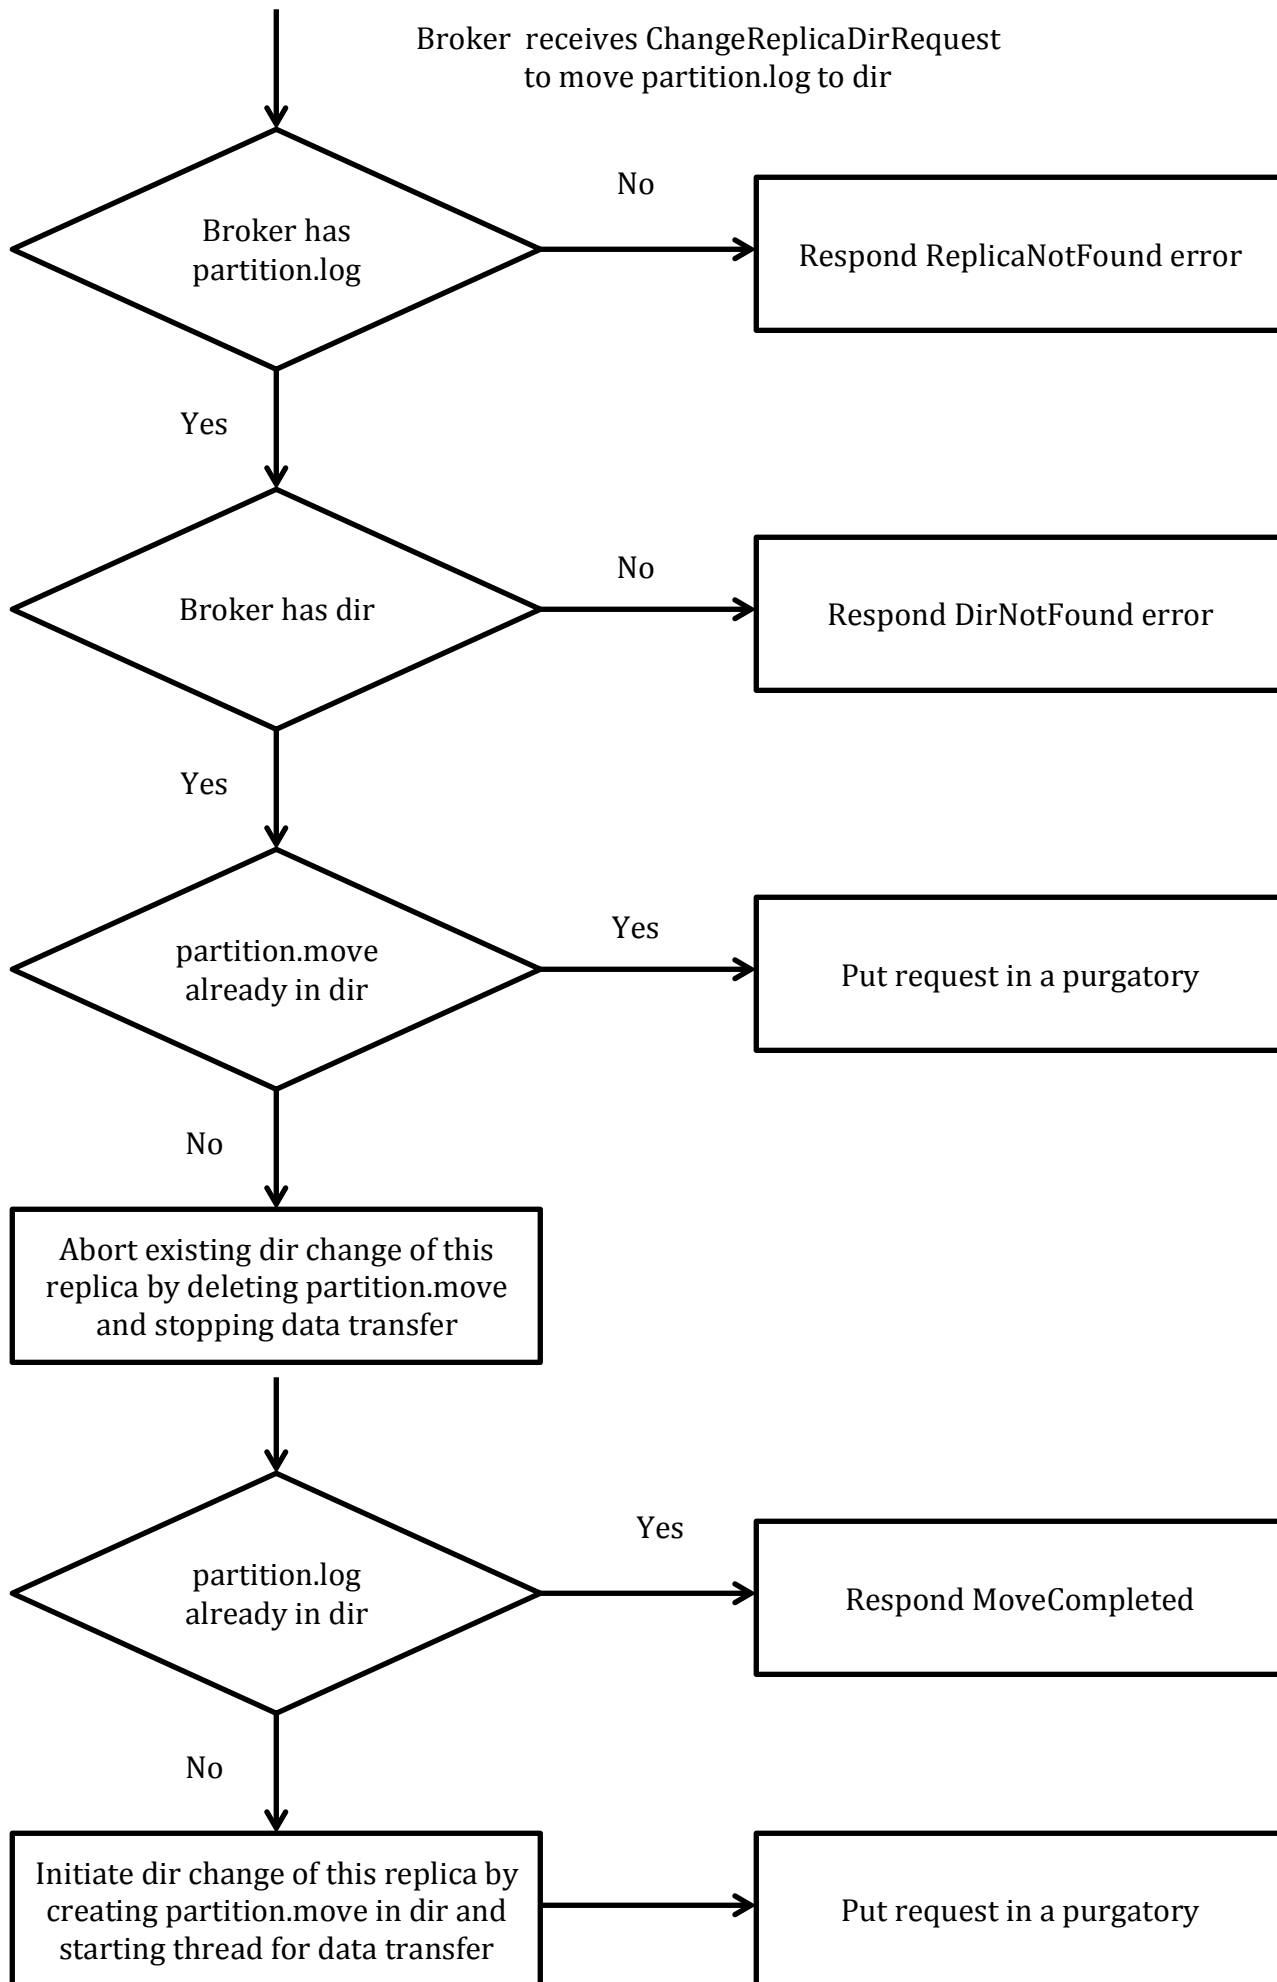 Broker  receives ChangeReplicaDirRequest
to move partition.log to dir
Broker has
partition.log
No
Respond ReplicaNotFound error
Yes
Broker has dir
No
Respond DirNotFound error
Yes
partition.move
already in dir
Yes
Put request in a purgatory
No
Abort existing dir change of this
replica by deleting partition.move
and stopping data transfer
partition.log
already in dir
Yes
Respond MoveCompleted
No
Initiate dir change of this replica by
creating partition.move in dir and
starting thread for data transfer
Put request in a purgatory